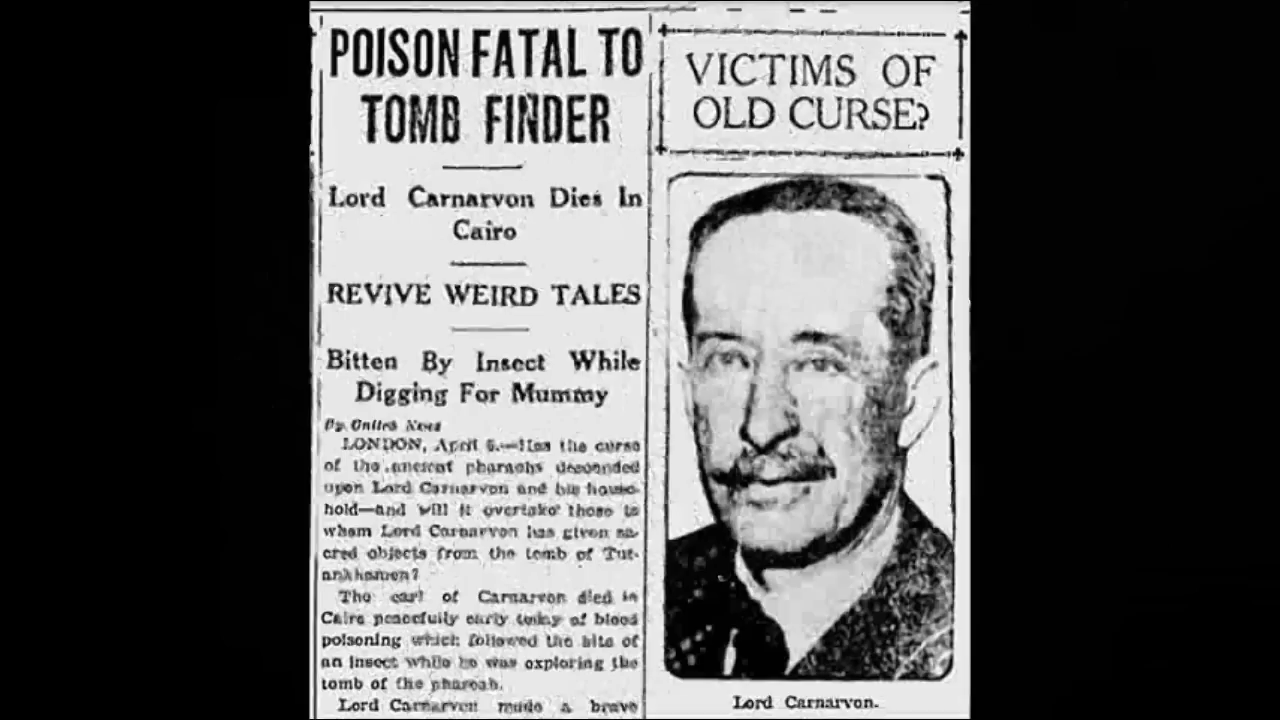 POISON FATAL TO
TOMB FINDER
Lord Carnarvon Dies In
Cairo
REVIVE WEIRD TALES
Bitten By Insect While
Digging For Mummy
By United News
LONDON, April 5.—Has the curse
of the ancient pharaohs descended
upon Lord Carnarvon and his house-
hold—and will it overtake those to
whom Lord Carnarvon has given sa-
cred objects from the tomb of Tut-
ankhamen?
The earl of Carnarvon died in
Cairo peacefully early today of blood
poisoning which followed the bite of
an insect while he was exploring the
tomb of the pharoah.
Lord Carnarvon made a brave
VICTIMS OF
OLD CURSE?
Lord Carnarvon.